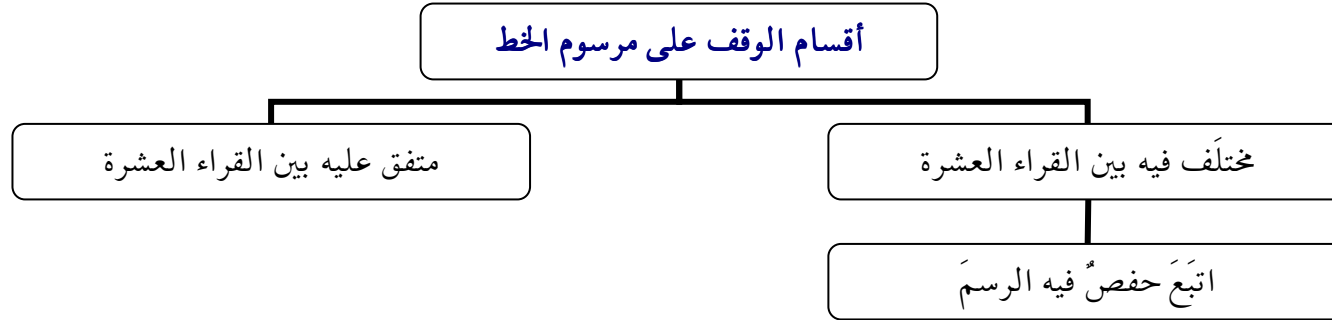 أقسام الوقف على مرسوم الخط
مختلَف فيه بين القراء العشرة
متفق عليه بين القراء العشرة
اتبَعَ حفصٌ فيه الرسمَ